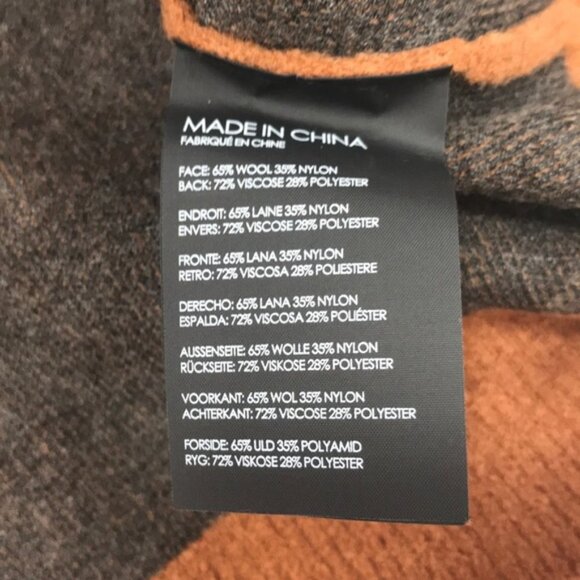 MADE IN CHINA
FABRIQUÉ EN CHINE
FACE: 65% WOOL 35% NYLON
BACK: 72% VISCOSE 28% POLYESTER
ENDROIT: 65% LAINE 35% NYLON
ENVERS: 72% VISCOSE 28% POLYESTER
FRONTE: 65% LANA 35% NYLON
RETRO: 72% VISCOSA 28% POLIESTERE
DERECHO: 65% LANA 35% NYLON
ESPALDA: 72% VISCOSA 28% POLIÉSTER
AUSSENSEITE: 65% WOLLE 35% NYLON
RÜCKSEITE: 72% VISKOSE 28% POLYESTER
VOORKANT: 65% WOL 35% NYLON
ACHTERKANT: 72% VISCOSE 28% POLYESTER
FORSIDE: 65% ULD 35% POLYAMID
RYG: 72% VISKOSE 28% POLYESTER